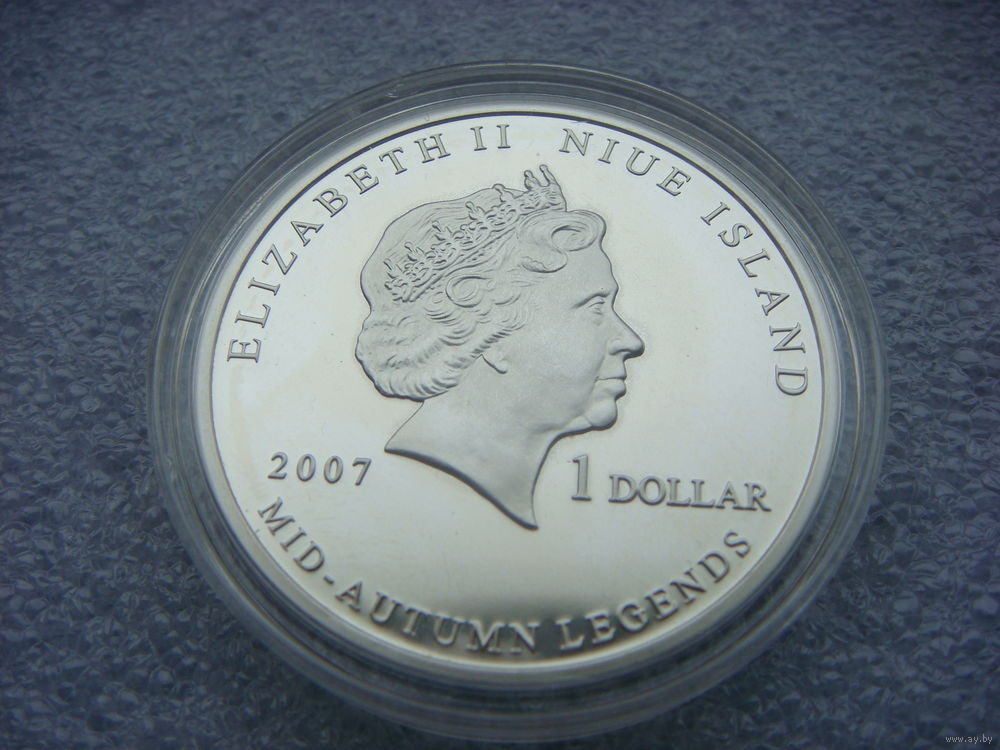 ELIZABETH II NIUE ISLAND
2007
1 DOLLAR
MID-AUTUMN LEGENDS
www.ay.by